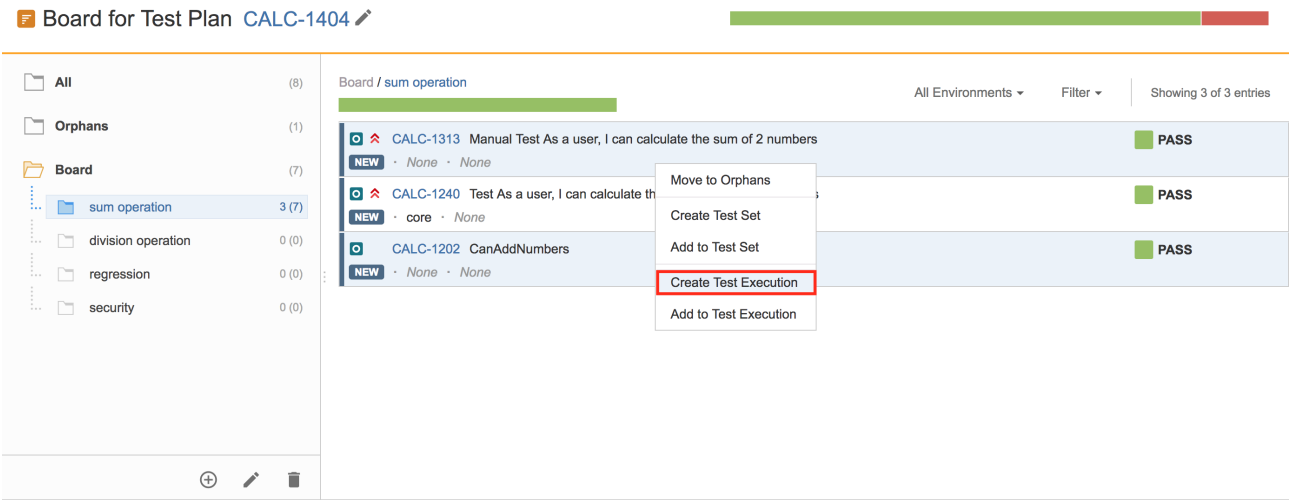 Board for Test Plan CALC-1404
All (8)
Orphans (1)
Board (7)
sum operation 3 (7)
division operation 0 (0)
regression 0 (0)
security 0 (0)
Board / sum operation
All Environments Filter Showing 3 of 3 entries
CALC-1313 Manual Test As a user, I can calculate the sum of 2 numbers PASS
NEW · None · None
CALC-1240 Test As a user, I can calculate th s PASS
NEW · core · None
CALC-1202 CanAddNumbers PASS
NEW · None · None
Move to Orphans
Create Test Set
Add to Test Set
Create Test Execution
Add to Test Execution